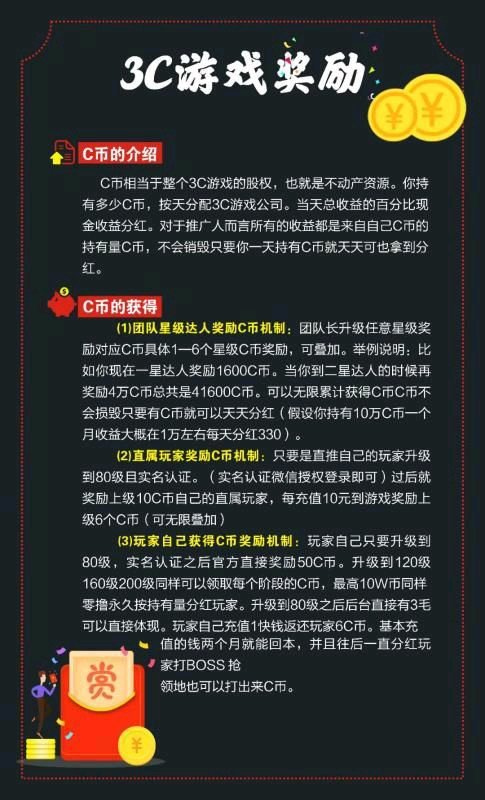 3C游戏奖励
C币的介绍
C币相当于整个3C游戏的股权，也就是不动产资源。你持
有多少C币，按天分配3C游戏公司。当天总收益的百分比现
金收益分红。对于推广人而言所有的收益都是来自自己C币的
持有量C币，不会销毁只要你一天持有C币就天天可也拿到分
红。
C币的获得
(1)团队星级达人奖励C币机制：团队长升级任意星级奖
励对应C币具体1—6个星级C币奖励，可叠加。举例说明：比
如你现在一星达人奖励1600C币。当你到二星达人的时候再
奖励4万C币总共是41600C币。可以无限累计获得C币C币不
会损毁只要有C币就可以天天分红（假设你持有10万C币一个
月收益大概在1万左右每天分红330）。
(2)直属玩家奖励C币机制：只要是直推自己的玩家升级
到80级且实名认证。（实名认证微信授权登录即可）过后就
奖励上级10C币自己的直属玩家，每充值10元到游戏奖励上
级6个C币（可无限叠加）
(3)玩家自己获得C币奖励机制：玩家自己只要升级到
80级，实名认证之后官方直接奖励50C币。升级到120级
160级200级同样可以领取每个阶段的C币，最高10W币同样
零撸永久按持有量分红玩家。升级到80级之后后台直接有3毛
可以直接体现。玩家自己充值1快钱返还玩家6C币。基本充
值的钱两个月就能回本，并且往后一直分红玩
家打BOSS 抢
领地也可以打出来C币。
赏